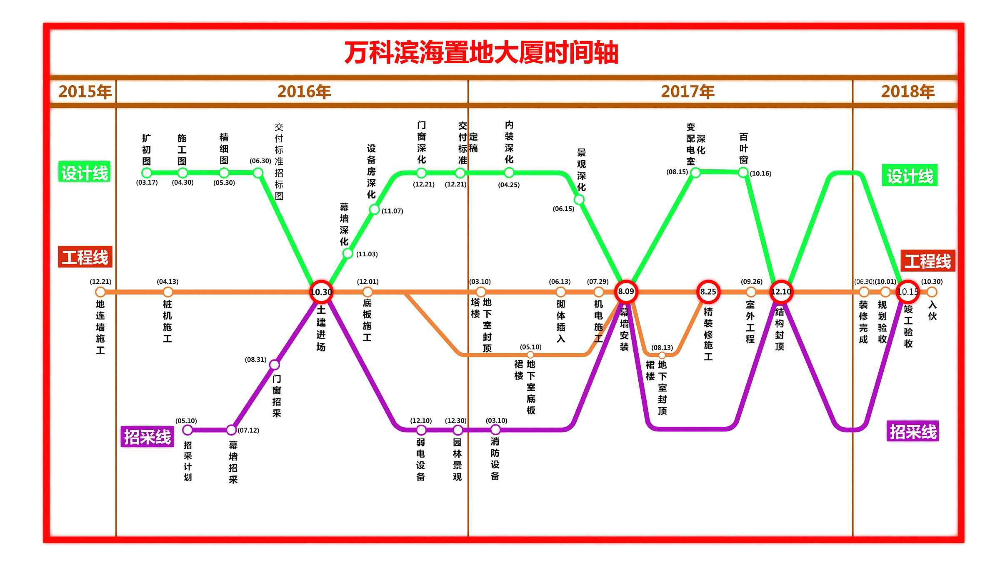 万科滨海置地大厦时间轴
2015年
2016年
2017年
2018年
设计线
扩初图
(03.17)
施工图
(04.30)
精细图
(05.30)
交付标准招标图
(06.30)
幕墙深化
(11.03)
设备房深化
(11.07)
门窗深化
(12.21)
交付标准
定稿
(12.21)
内装深化
(04.25)
景观深化
(06.15)
变配电室
深化
(08.15)
百叶窗
(10.16)
设计线
工程线
(12.21)
地连墙施工
(04.13)
桩机施工
10.30
土建进场
(12.01)
底板施工
(03.10)
塔楼
地下室封顶
(05.10)
裙楼
地下室底板
(06.13)
砌体插入
(07.29)
机电施工
8.09
幕墙安装
(08.13)
裙楼
地下室封顶
8.25
精装修施工
(09.26)
室外工程
12.10
结构封顶
(06.30)
装修完成
(10.01)
规划验收
10.15
竣工验收
(10.30)
入伙
工程线
招采线
(05.10)
招采计划
(07.12)
幕墙招采
(08.31)
门窗招采
(12.10)
弱电设备
(12.30)
园林景观
(03.10)
消防设备
招采线